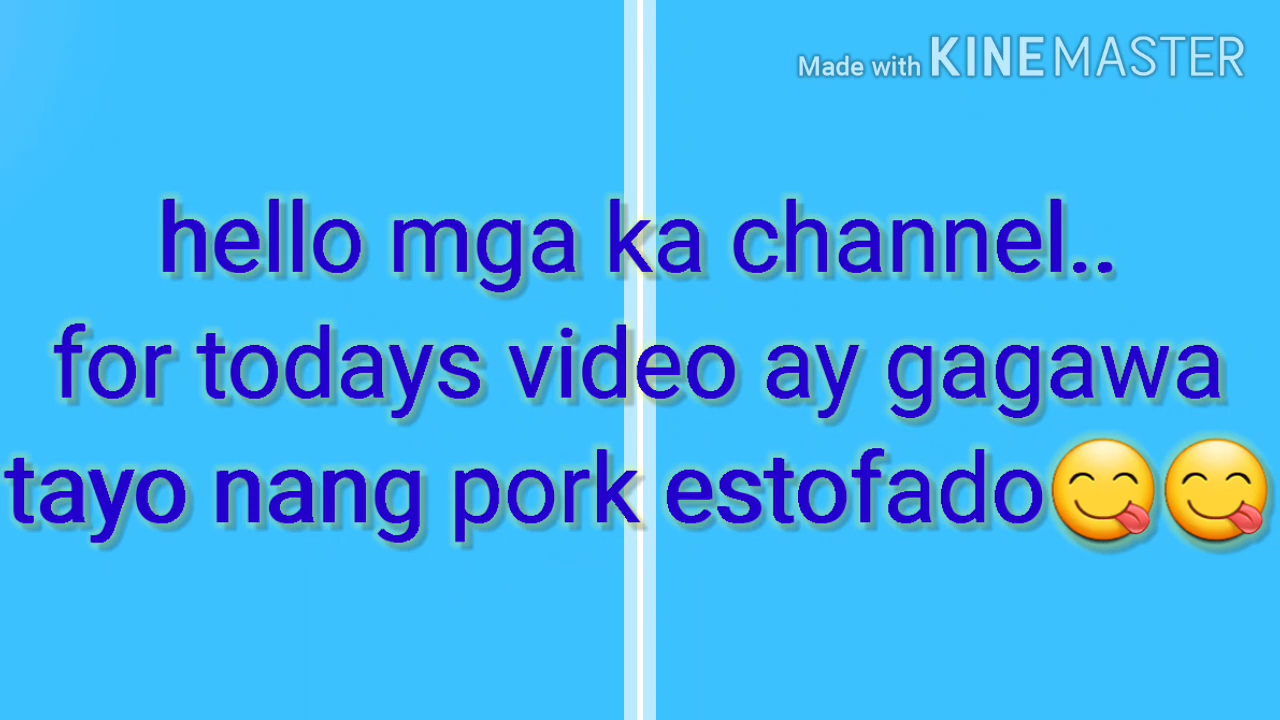 Made with KINEMASTER
hello mga ka channel..
for todays video ay gagawa
tayo nang pork estofado😋😋